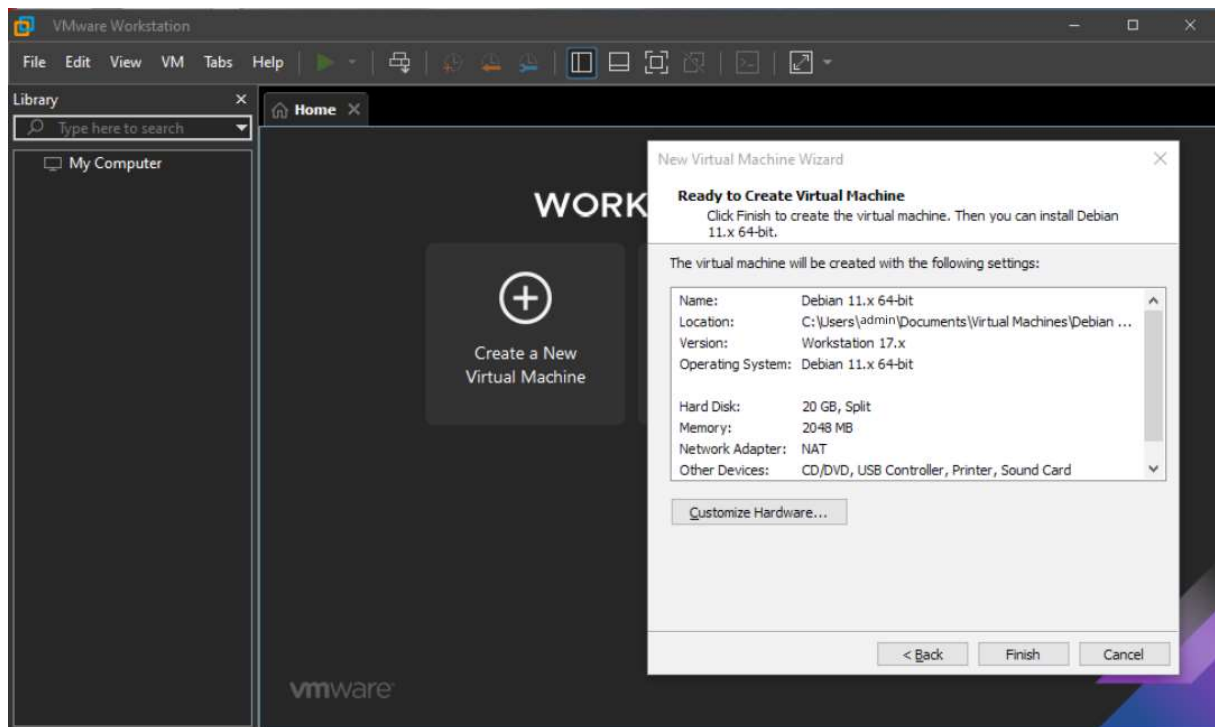 VMware Workstation
File Edit View VM Tabs Help
Library
Type here to search
My Computer
Home
WORK
Create a New
Virtual Machine
vmware
New Virtual Machine Wizard
Ready to Create Virtual Machine
Click Finish to create the virtual machine. Then you can install Debian
11.x 64-bit.
The virtual machine will be created with the following settings:
Name: Debian 11.x 64-bit
Location: C:\Users\admin\Documents\Virtual Machines\Debian ...
Version: Workstation 17.x
Operating System: Debian 11.x 64-bit
Hard Disk: 20 GB, Split
Memory: 2048 MB
Network Adapter: NAT
Other Devices: CD/DVD, USB Controller, Printer, Sound Card
Customize Hardware...
< Back Finish Cancel